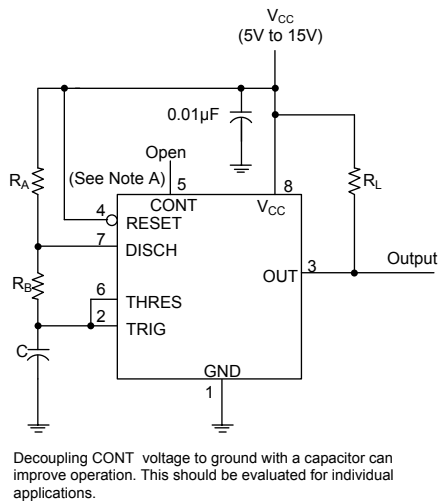 VCC
(5V to 15V)
0.01µF
Open
(See Note A)
5
8
RA
RL
CONT
VCC
4
RESET
7
DISCH
3
Output
OUT
RB
6
THRES
2
TRIG
C
GND
1
Decoupling CONT voltage to ground with a capacitor can
improve operation. This should be evaluated for individual
applications.